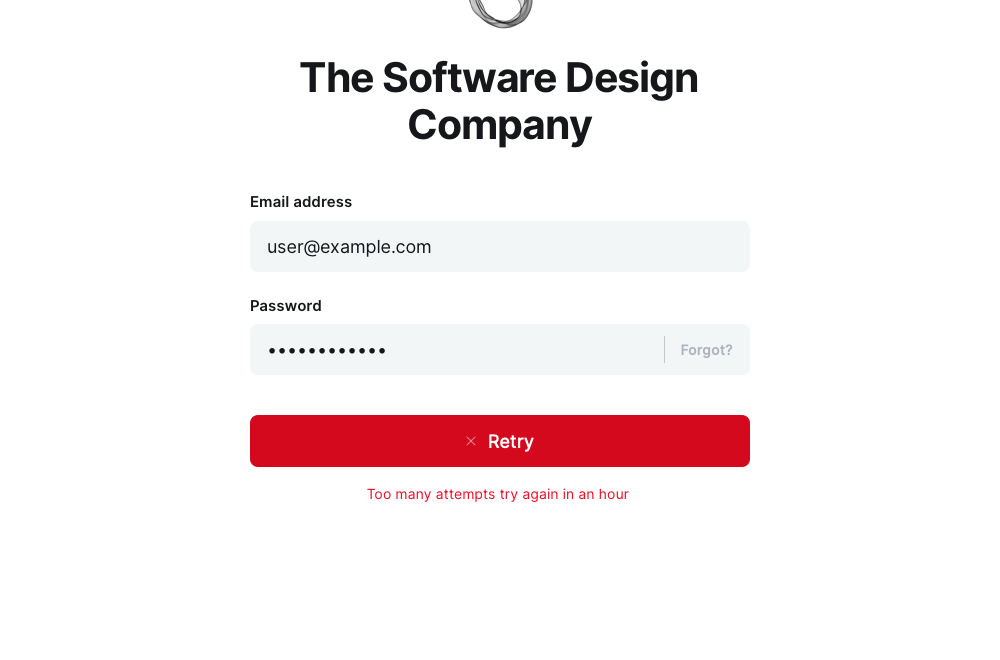 The Software Design
Company
Email address
user@example.com
Password
••••••••••••
Forgot?
× Retry
Too many attempts try again in an hour